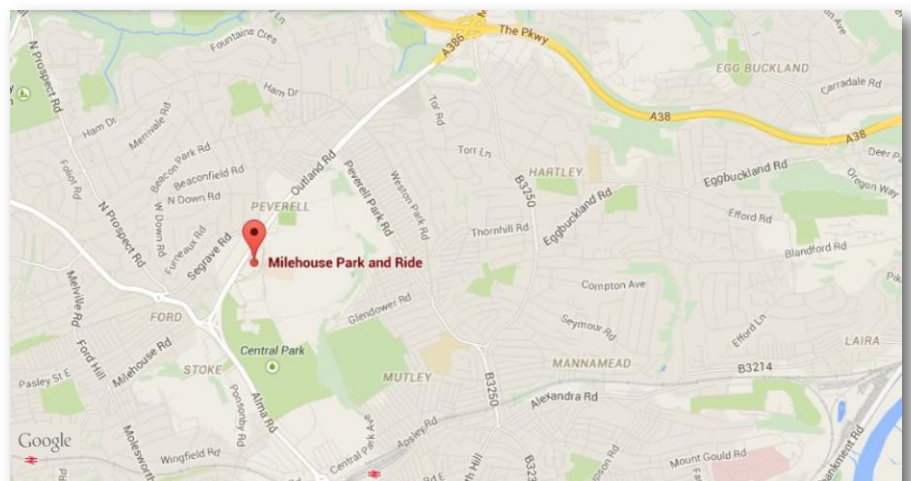 Fountains Cres
A386
The Pkwy
N Prospect Rd
EGG BUCKLAND
Carradale Rd
Ham Dr
Merrivale Rd
Tor Rd
A38
Ham Dr
A38
Outland Rd
Torr Ln
Beacon Park Rd
Beaconfield Rd
Deer
Foliot Rd
Peverell Park Rd
Weston Park Rd
HARTLEY
B3250
Eggbuckland Rd
Oregon Way
N Down Rd
W Down Rd
PEVERELL
N Prospect Rd
Furneaux Rd
Segrave Rd
Thornhill Rd
Eggbuckland Rd
Efford Rd
Blandford Rd
Milehouse Park and Ride
Melville Rd
Compton Ave
Glendower Rd
FORD
Seymour Rd
Efford Ln
Ford Hill
Milehouse Rd
Central Park
LAIRA
STOKE
MANNAMEAD
Pasley St E
MUTLEY
B3214
Ponsonby Rd
Alma Rd
B3250
Alexandra Rd
Google
Central Park Ave
Apsley Rd
Wingfield Rd
Mount Gould Rd